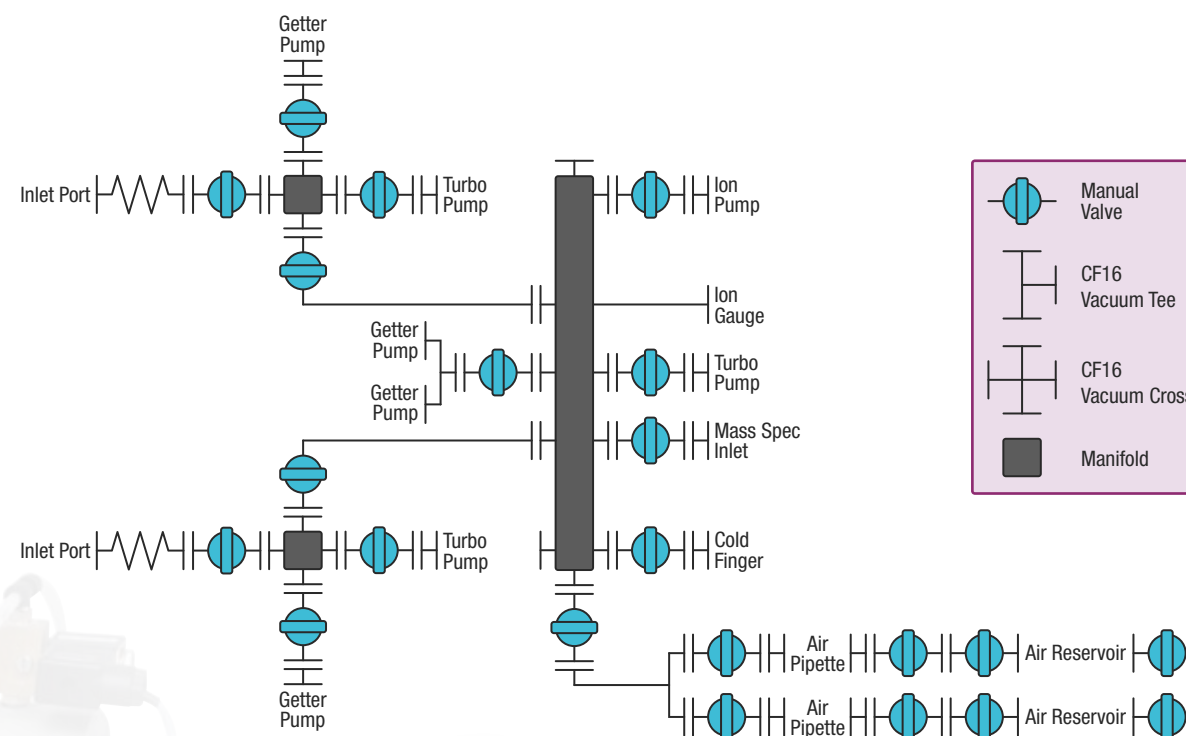 Getter
Pump
Inlet Port
Turbo
Pump
Ion
Pump
Manual
Valve
CF16
Vacuum Tee
Ion
Gauge
Getter
Pump
Turbo
Pump
Getter
Pump
CF16
Vacuum Cross
Mass Spec
Inlet
Manifold
Inlet Port
Turbo
Pump
Cold
Finger
Air
Pipette
Air Reservoir
Getter
Pump
Air
Pipette
Air Reservoir